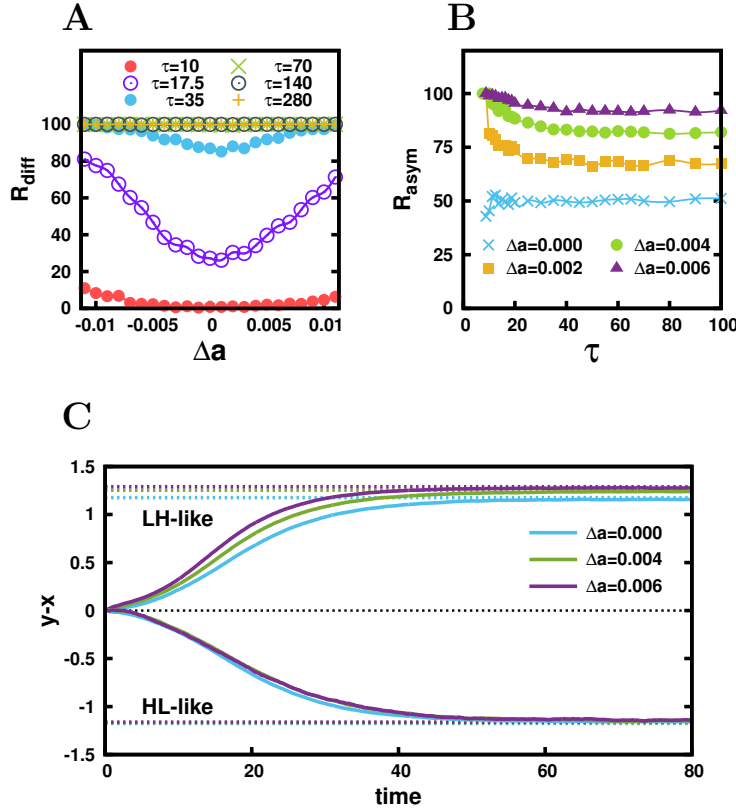 A
τ=10 τ=70
τ=17.5 τ=140
τ=35 τ=280
100
80
60
40
20
0
R_diff
-0.01 -0.005 0 0.005 0.01
Δa
B
100
75
50
25
0
R_asym
Δa=0.000 Δa=0.004
Δa=0.002 Δa=0.006
0 20 40 60 80 100
τ
C
1.5
1
0.5
0
-0.5
-1
-1.5
y-x
LH-like
HL-like
Δa=0.000
Δa=0.004
Δa=0.006
0 20 40 60 80
time